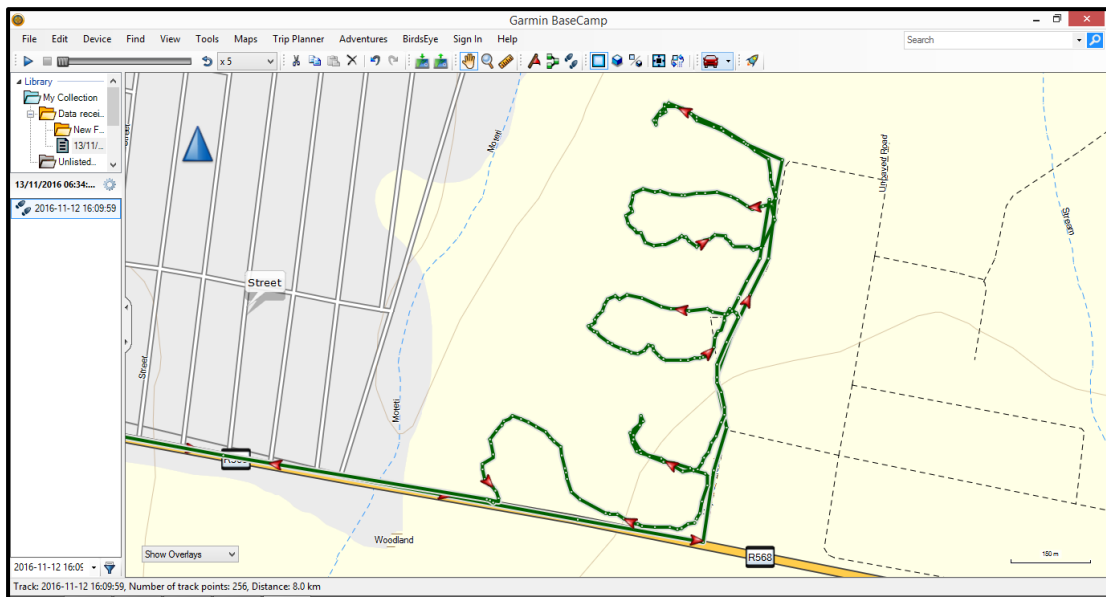 Garmin BaseCamp
File Edit Device Find View Tools Maps Trip Planner Adventures BirdsEye Sign In Help
Search
x 5
Library
My Collection
Data recei...
New F...
13/11/...
Unlisted..
13/11/2016 06:34:...
2016-11-12 16:09:59
Street
Moreti
Unpaved Road
Stream
Street
Street
Moreti
Woodland
R568
150 m
Show Overlays
2016-11-12 16:09
Track: 2016-11-12 16:09:59, Number of track points: 256, Distance: 8.0 km